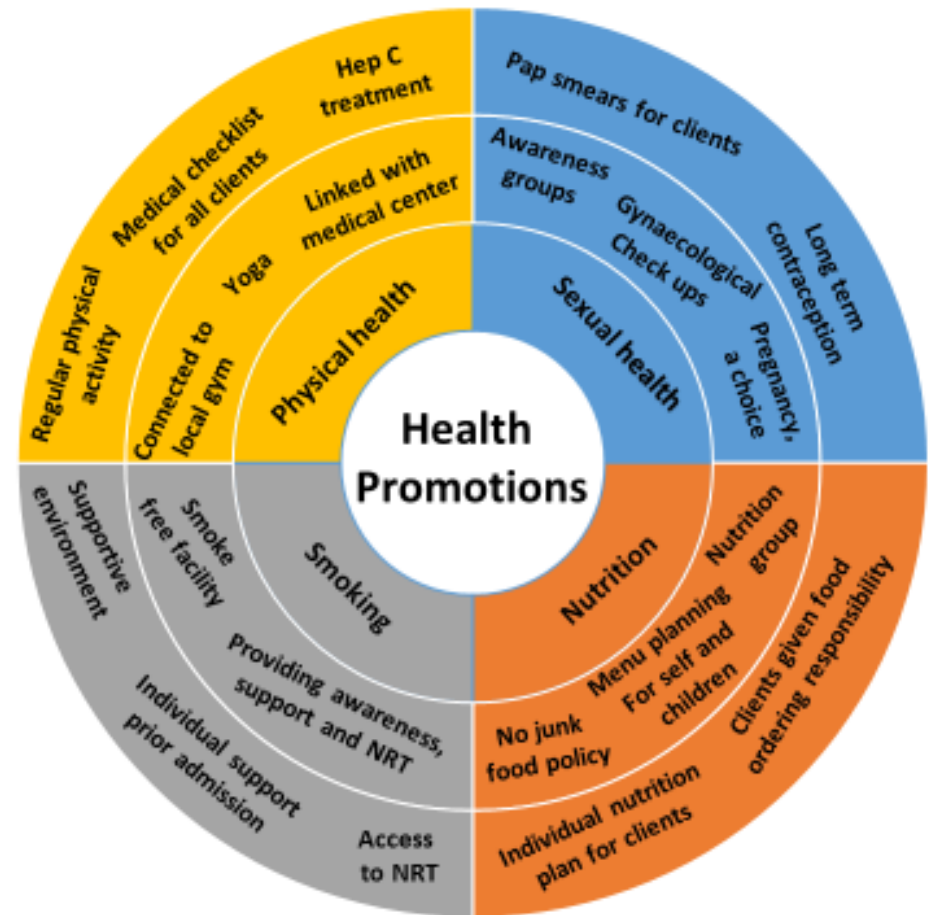 Health
Promotions
Physical health
Linked with
medical center
Yoga
Connected to
local gym
Hep C
treatment
Medical checklist
for all clients
Regular physical
activity
Sexual health
Awareness
groups
Gynaecological
Check ups
Pregnancy,
a choice
Pap smears for clients
Long term
contraception
Nutrition
Nutrition
group
Menu planning
For self and
children
No junk
food policy
Clients given food
ordering responsibility
Individual nutrition
plan for clients
Smoking
Smoke
free facility
Providing awareness,
support and NRT
Supportive
environment
Individual support
prior admission
Access
to NRT